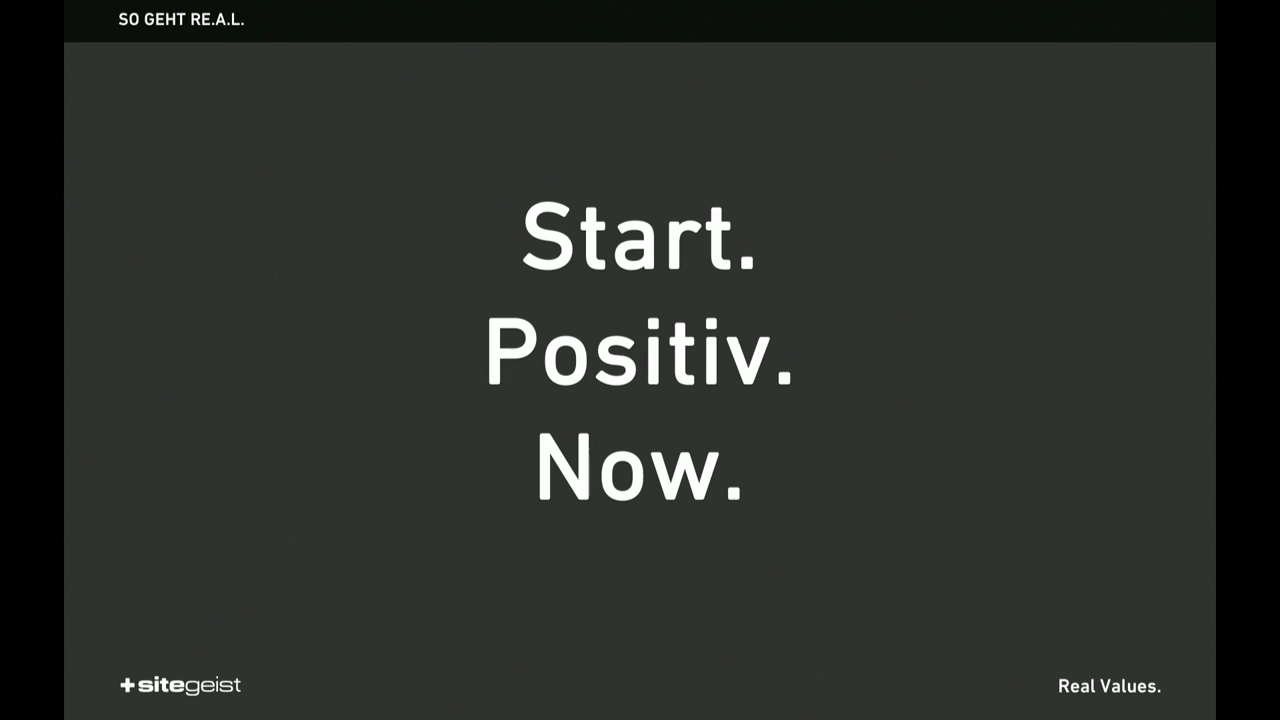 SO GEHT RE.A.L.
Start.
Positiv.
Now.
+sitegeist
Real Values.